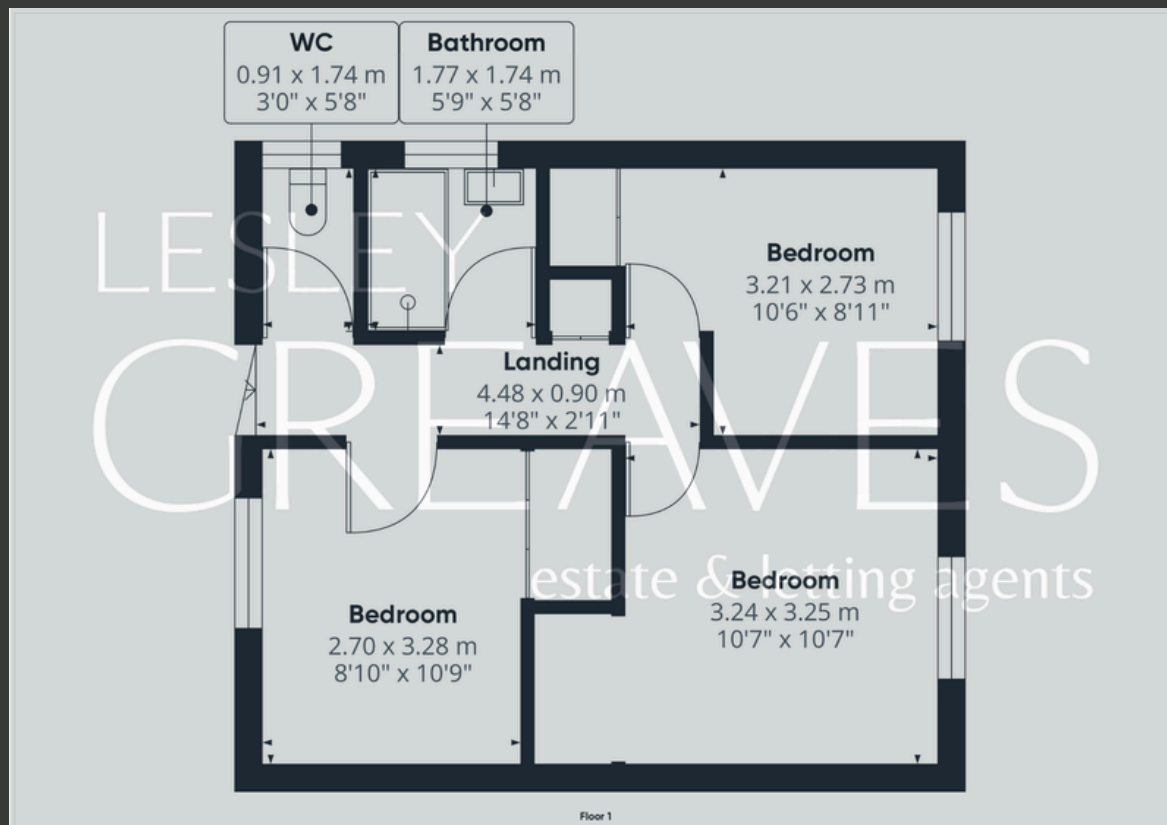 WC
0.91 x 1.74 m
3'0" x 5'8"
Bathroom
1.77 x 1.74 m
5'9" x 5'8"
LESLEY
GREAVES
estate & letting agents
Bedroom
3.21 x 2.73 m
10'6" x 8'11"
Landing
4.48 x 0.90 m
14'8" x 2'11"
Bedroom
3.24 x 3.25 m
10'7" x 10'7"
Bedroom
2.70 x 3.28 m
8'10" x 10'9"
Floor 1